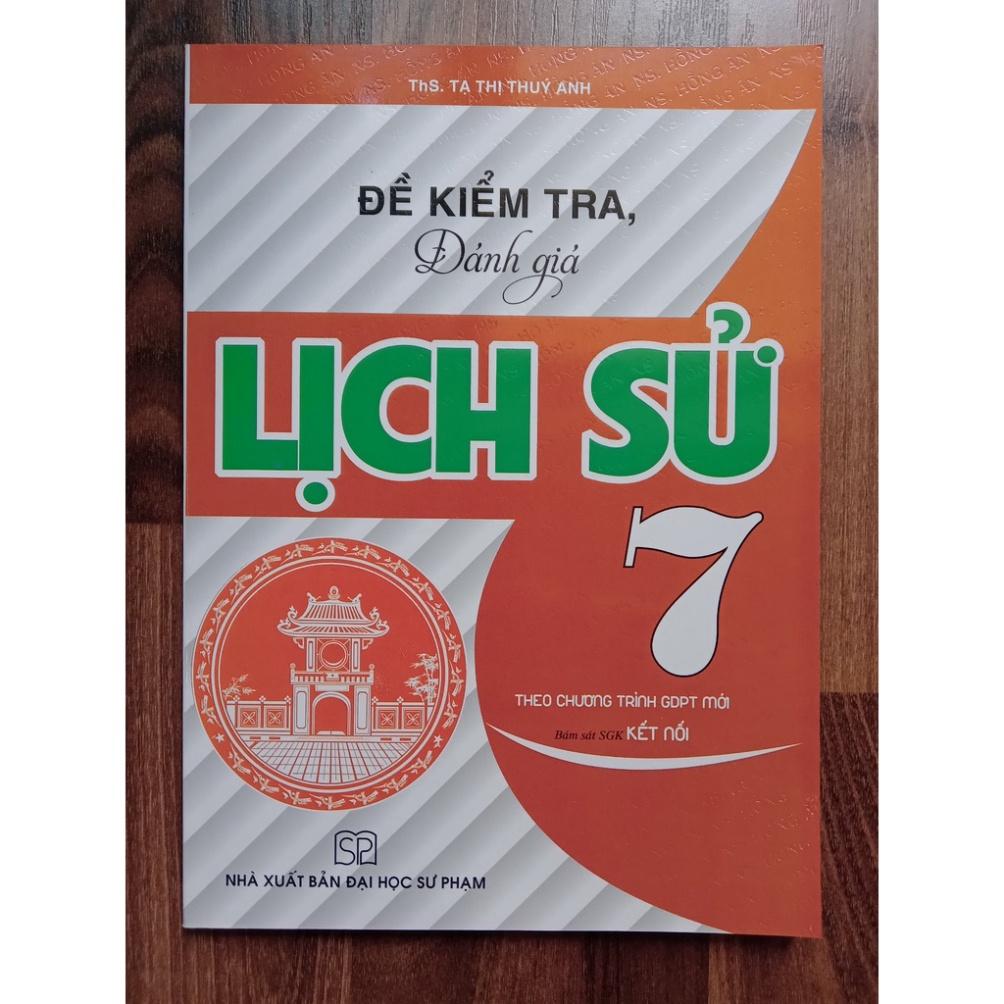 ThS. TẠ THỊ THUÝ ANH
ĐỀ KIỂM TRA,
Đánh giá
LỊCH SỬ
7
THEO CHƯƠNG TRÌNH GDPT MỚI
Bám sát SGK KẾT NỐI
SP
NHÀ XUẤT BẢN ĐẠI HỌC SƯ PHẠM